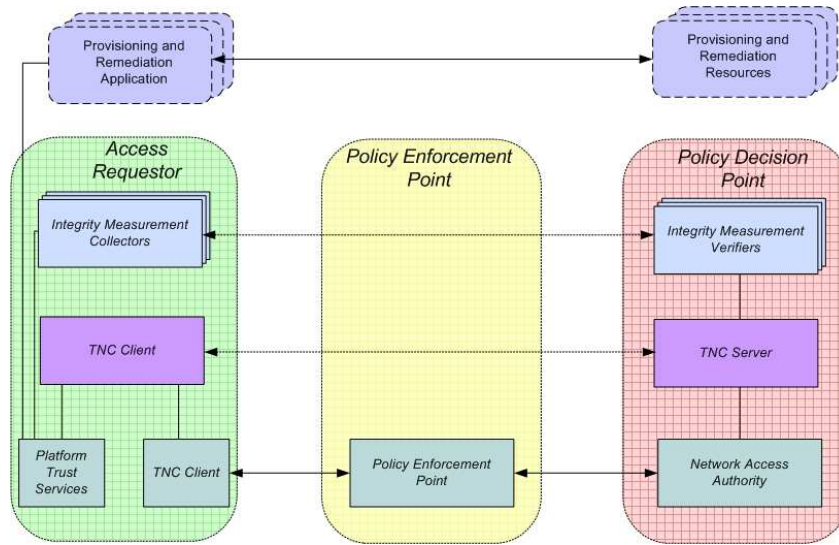 Provisioning and
Remediation
Application
Provisioning and
Remediation
Resources
Access
Requestor
Policy Enforcement
Point
Policy Decision
Point
Integrity Measurement
Collectors
Integrity Measurement
Verifiers
TNC Client
TNC Server
Platform
Trust
Services
TNC Client
Policy Enforcement
Point
Network Access
Authority